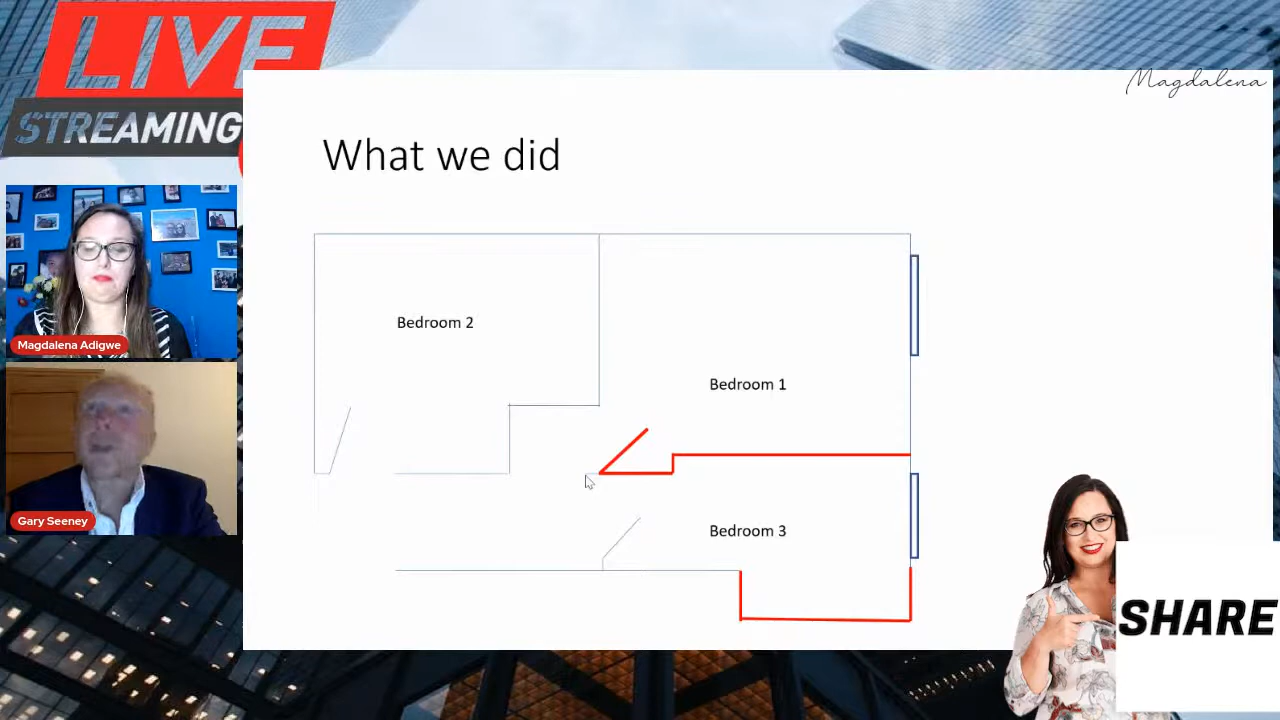 LIVE
STREAMING
Magdalena
What we did
Bedroom 2
Bedroom 1
Bedroom 3
Magdalena Adigwe
Gary Seeney
SHARE